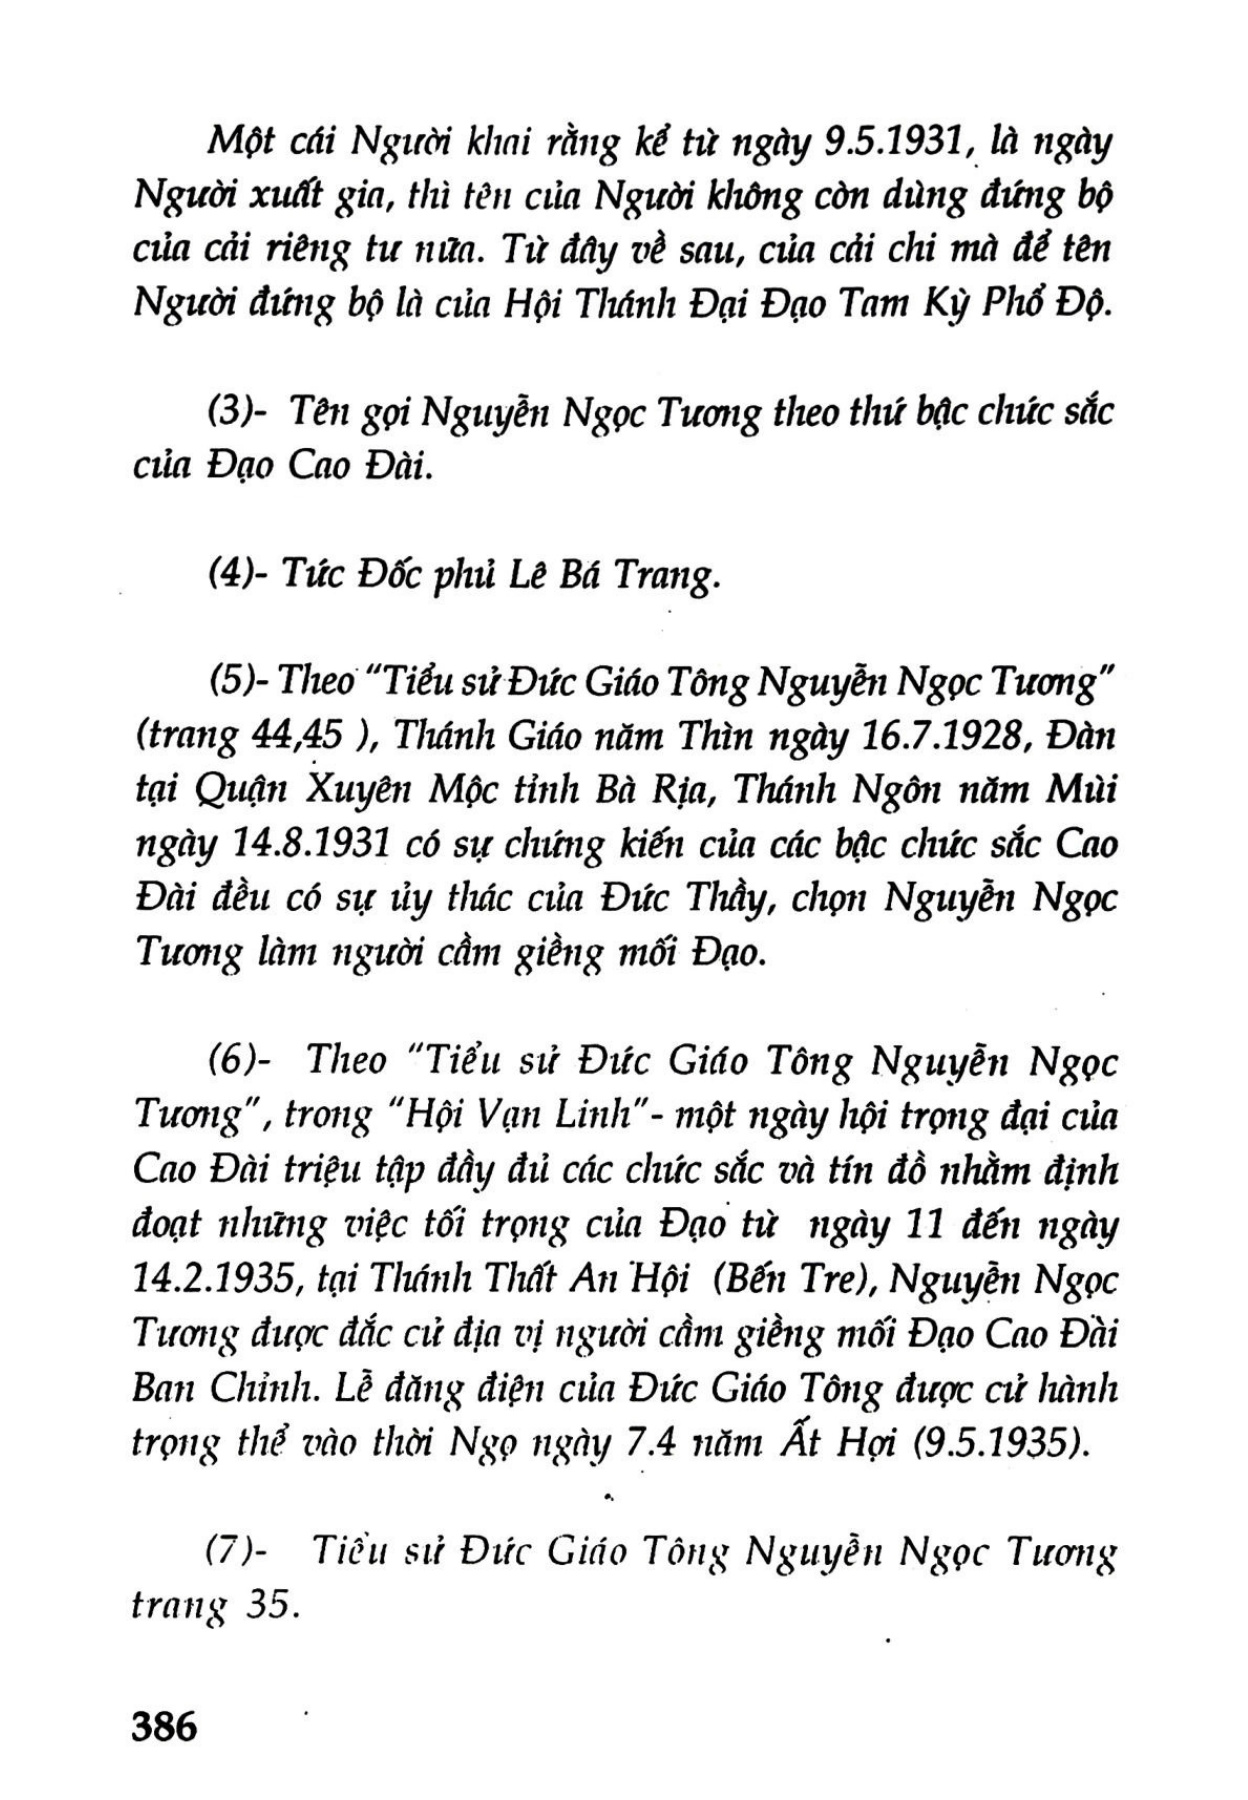 Một cái Người khai rằng kể từ ngày 9.5.1931, là ngày
Người xuất gia, thì tên của Người không còn dùng đứng bộ
của cải riêng tư nữa. Từ đây về sau, của cải chi mà để tên
Người đứng bộ là của Hội Thánh Đại Đạo Tam Kỳ Phổ Độ.
(3)- Tên gọi Nguyễn Ngọc Tương theo thứ bậc chức sắc
của Đạo Cao Đài.
(4)- Tức Đốc phủ Lê Bá Trang.
(5)- Theo "Tiểu sử Đức Giáo Tông Nguyễn Ngọc Tương"
(trang 44,45 ), Thánh Giáo năm Thìn ngày 16.7.1928, Đàn
tại Quận Xuyên Mộc tỉnh Bà Rịa, Thánh Ngôn năm Mùi
ngày 14.8.1931 có sự chứng kiến của các bậc chức sắc Cao
Đài đều có sự ủy thác của Đức Thầy, chọn Nguyễn Ngọc
Tương làm người cầm giềng mối Đạo.
(6)- Theo "Tiểu sử Đức Giáo Tông Nguyễn Ngọc
Tương", trong "Hội Vạn Linh"- một ngày hội trọng đại của
Cao Đài triệu tập đầy đủ các chức sắc và tín đồ nhằm định
đoạt những việc tối trọng của Đạo từ ngày 11 đến ngày
14.2.1935, tại Thánh Thất An Hội (Bến Tre), Nguyễn Ngọc
Tương được đắc cử địa vị người cầm giềng mối Đạo Cao Đài
Ban Chỉnh. Lễ đăng điện của Đức Giáo Tông được cử hành
trọng thể vào thời Ngọ ngày 7.4 năm Ất Hợi (9.5.1935).
(7)- Tiểu sử Đức Giáo Tông Nguyễn Ngọc Tương
trang 35.
386